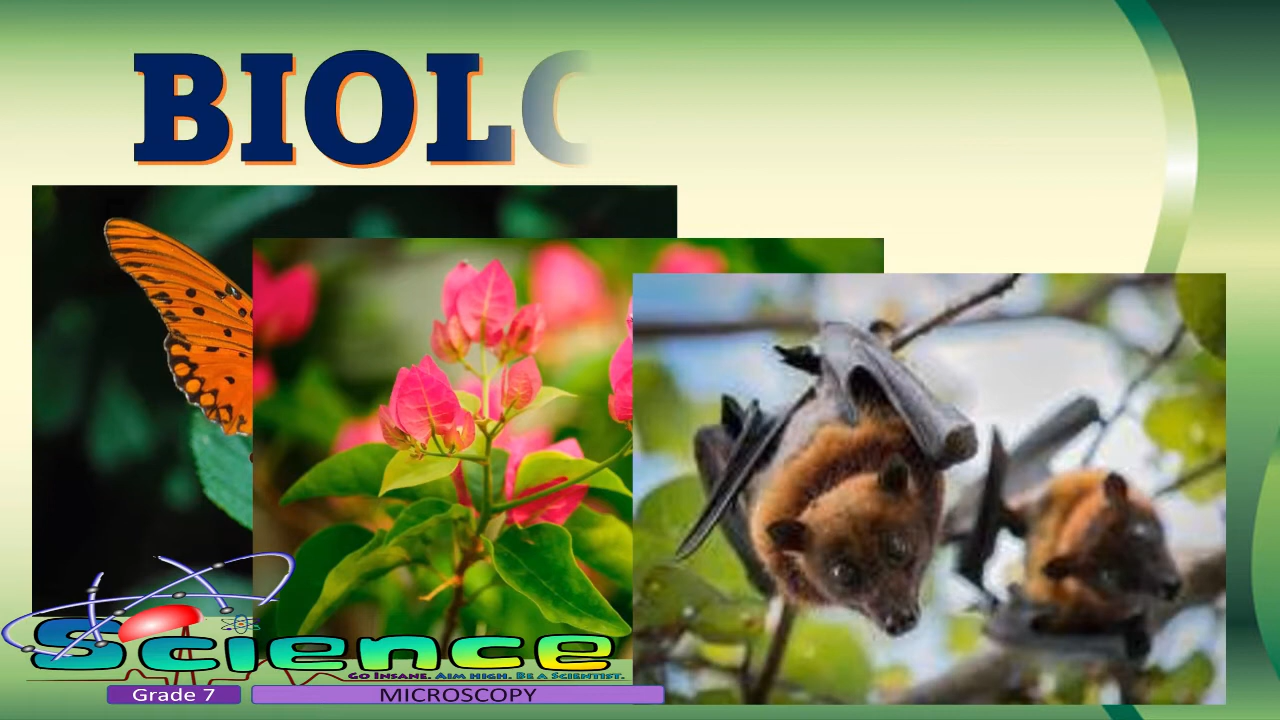 BIOLO
Science
GO INSANE. AIM HIGH. BE A SCIENTIST.
Grade 7
MICROSCOPY